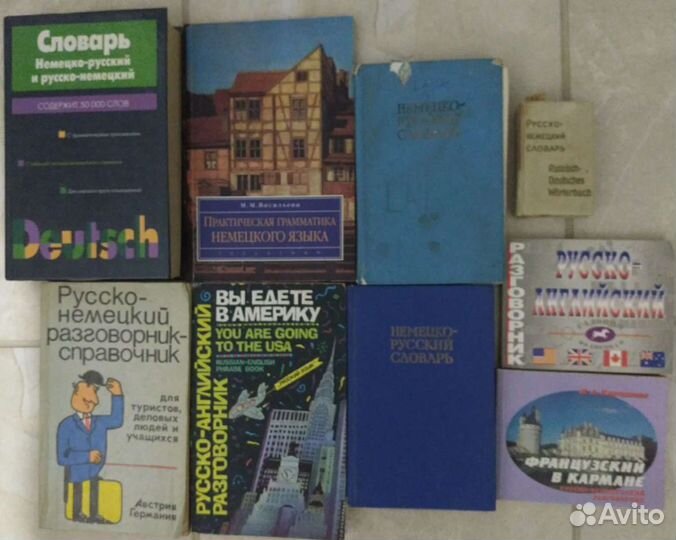 Словарь
Немецко-русский
и русско-немецкий
СОДЕРЖИТ 50 000 СЛОВ
Deutsch
М. М. Васильева
ПРАКТИЧЕСКАЯ ГРАММАТИКА
НЕМЕЦКОГО ЯЗЫКА
НЕМЕЦКО-
РУССКИЙ
СЛОВАРЬ
РУССКО-
НЕМЕЦКИЙ
СЛОВАРЬ
Russisch-
Deutsches
Wörterbuch
Русско-
немецкий
разговорник-
справочник
для
туристов,
деловых
людей и
учащихся
Австрия
Германия
РУССКО-АНГЛИЙСКИЙ
РАЗГОВОРНИК
ВЫ ЕДЕТЕ
В АМЕРИКУ
YOU ARE GOING
TO THE USA
RUSSIAN-ENGLISH
PHRASE BOOK
НЕМЕЦКО-
РУССКИЙ
СЛОВАРЬ
РАЗГОВОРНИК
РУССКО-
АНГЛИЙСКИЙ
ФРАНЦУЗСКИЙ
В КАРМАНЕ
Avito